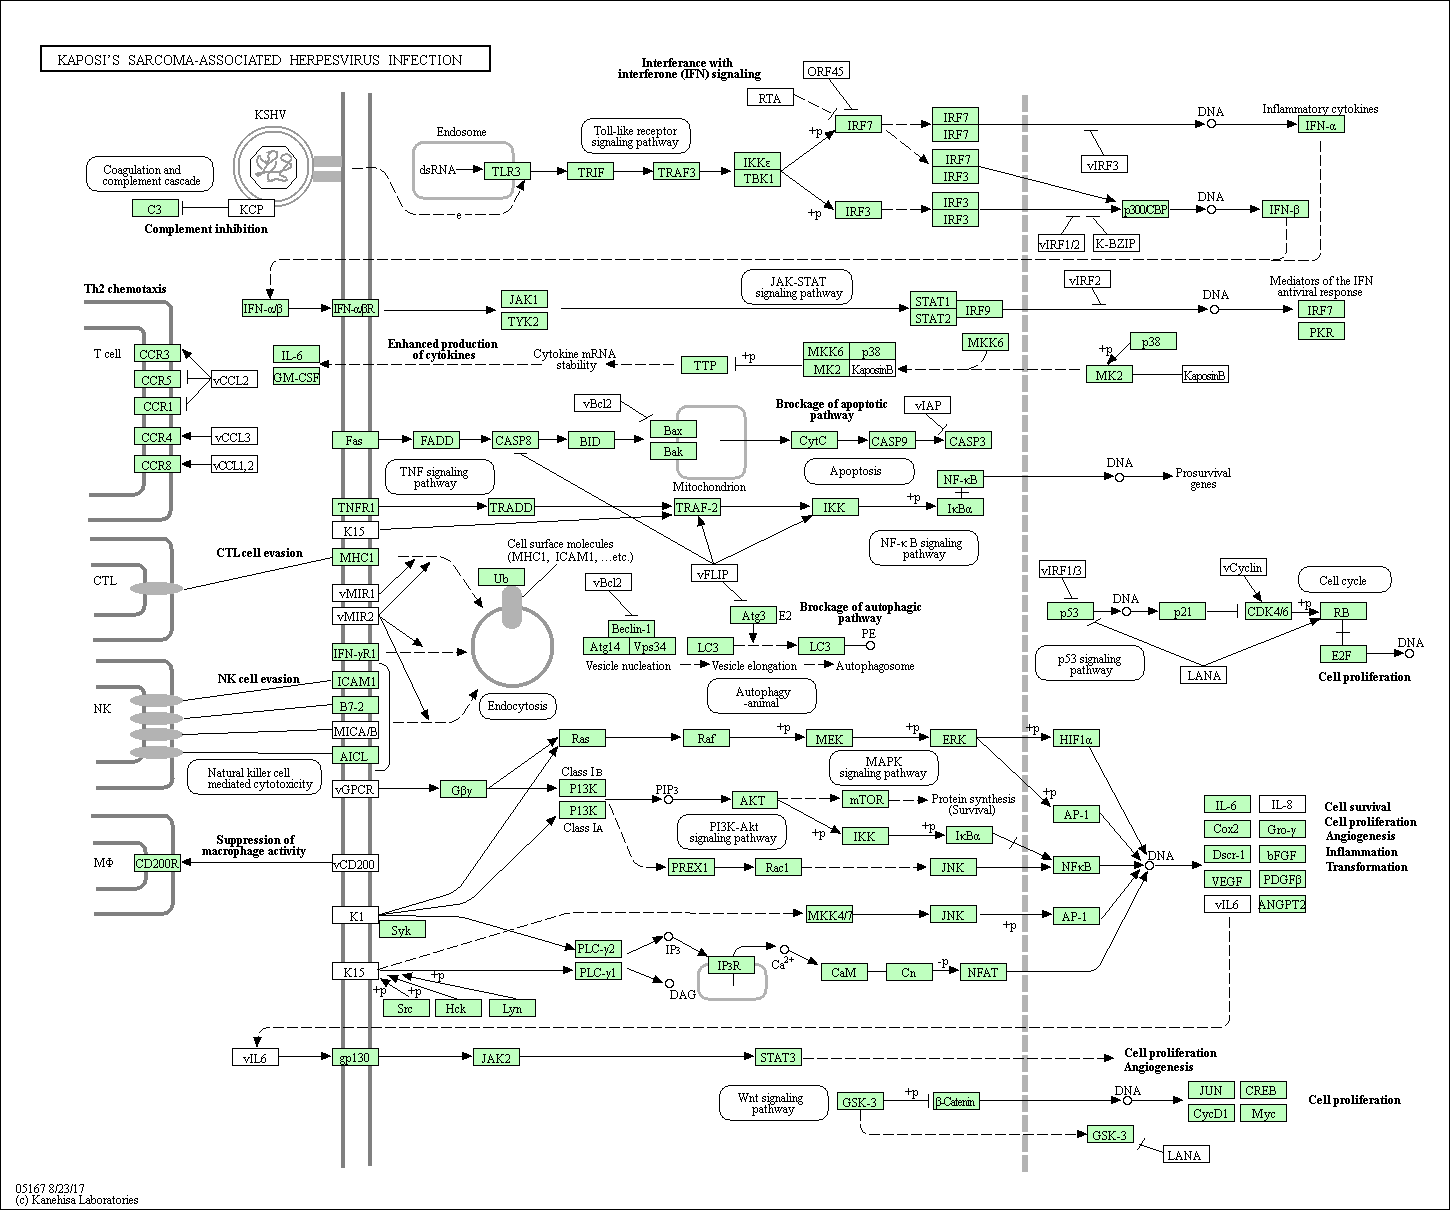 KAPOSI'S SARCOMA-ASSOCIATED HERPESVIRUS INFECTION
Interferance with
interferone (IFN) signaling)
ORF45
RTA
KSHV
Endosome
Toll-like receptor
signaling pathway
+p
IRF7
IRF7
IRF7
DNA
Inflammatory cytokines
IFN-α
vIRF3
Coagulation and
complement cascade
dsRNA
TLR3
TRIF
TRAF3
IKKε
TBK1
IRF7
IRF3
C3
KCP
e
+p
IRF3
IRF3
IRF3
p300/CBP
DNA
IFN-β
Complement inhibition
vIRF1/2
K-BZIP
Th2 chemotaxis
JAK-STAT
signaling pathway
vIRF2
Mediators of the IFN
antiviral response
IFN-α/β
IFN-α/βR
JAK1
TYK2
STAT1
STAT2
IRF9
DNA
IRF7
PKR
T cell
CCR3
CCR5
CCR1
CCR4
CCR8
vCCL2
vCCL3
vCCL1,2
IL-6
GM-CSF
Enhanced production
of cytokines
Cytokine mRNA
stability
TTP
+p
MKK6
p38
MK2
KaposinB
MKK6
+p
p38
MK2
KaposinB
vBcl2
Brockage of apoptotic
pathway
vIAP
Fas
FADD
CASP8
BID
Bax
Bak
CytC
CASP9
CASP3
TNF signaling
pathway
Mitochondrion
Apoptosis
NF-κB
DNA
Prosurvival
genes
TNFR1
TRADD
TRAF-2
IKK
+p
IκBα
K15
NF-κ B signaling
pathway
CTL cell evasion
MHC1
Cell surface molecules
(MHC1, ICAM1, ...etc.)
CTL
vMIR1
vMIR2
Ub
vBcl2
vFLIP
Brockage of autophagic
pathway
Atg3
E2
PE
Beclin-1
Atg14
Vps34
LC3
LC3
Vesicle nucleation
Vesicle elongation
Autophagosome
vIRF1/3
vCyclin
Cell cycle
p53
DNA
p21
CDK4/6
+p
RB
E2F
DNA
p53 signaling
pathway
LANA
Cell proliferation
IFN-γR1
NK cell evasion
ICAM1
NK
B7-2
MICA/B
AICL
Endocytosis
Autophagy
-animal
Natural killer cell
mediated cytotoxicity
vGPCR
Gβγ
Ras
Raf
+p
MEK
+p
ERK
+p
HIF1α
MAPK
signaling pathway
Class IB
P13K
P13K
Class IA
PIP3
AKT
mTOR
Protein synthesis
(Survival)
+p
AP-1
PI3K-Akt
signaling pathway
+p
IKK
+p
IκBα
PREX1
Rac1
JNK
NFκB
DNA
IL-6
IL-8
Cox2
Gro-γ
Dscr-1
bFGF
VEGF
PDGFβ
vIL6
ANGPT2
Cell survival
Cell proliferation
Angiogenesis
Inflammation
Transformation
MΦ
CD200R
Suppression of
macrophage activity
vCD200
K1
Syk
MKK4/7
JNK
+p
AP-1
PLC-γ2
PLC-γ1
IP3
DAG
IP3R
Ca2+
CaM
Cn
-p
NFAT
K15
+p
+p
+p
Src
Hck
Lyn
vIL6
gp130
JAK2
STAT3
Cell proliferation
Angiogenesis
Wnt signaling
pathway
GSK-3
+p
β-Catenin
DNA
JUN
CREB
CycD1
Myc
Cell proliferation
GSK-3
LANA
05167 8/23/17
(c) Kanehisa Laboratories